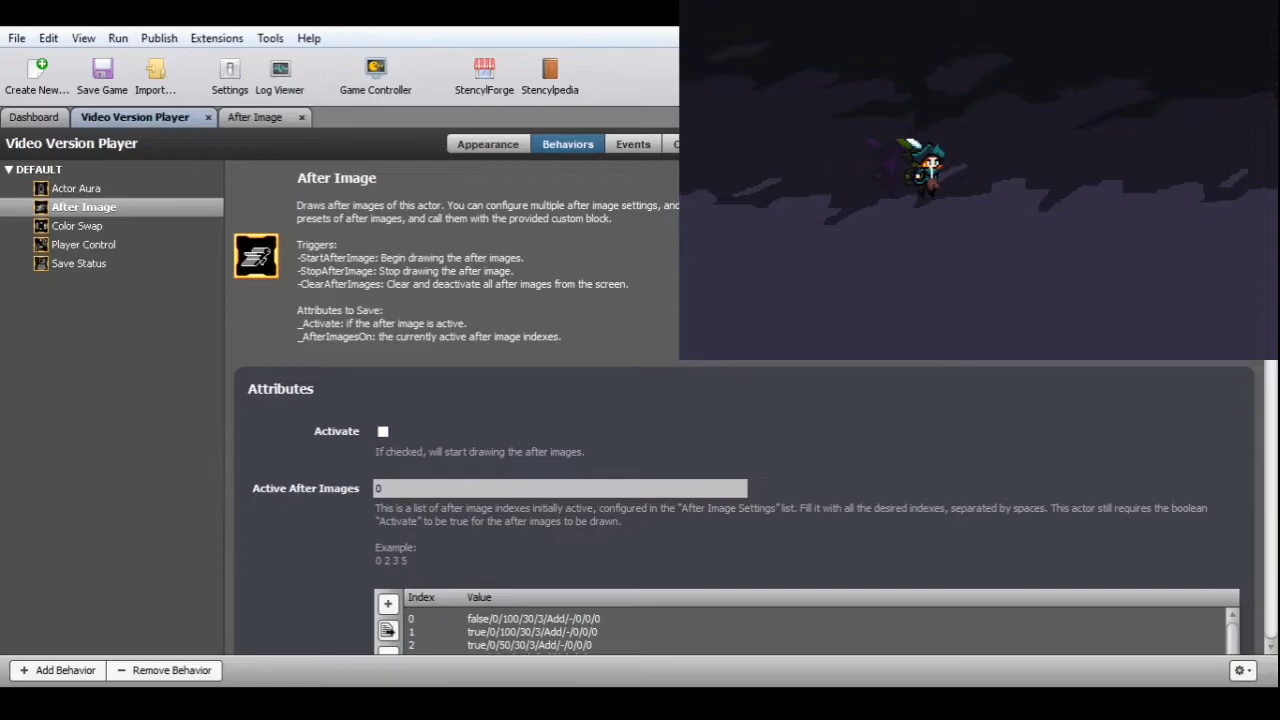 File Edit View Run Publish Extensions Tools Help
Create New... Save Game Import... Settings Log Viewer Game Controller StencylForge Stencylpedia
Dashboard Video Version Player × After Image ×
Video Version Player Appearance Behaviors Events
DEFAULT
Actor Aura
After Image
Color Swap
Player Control
Save Status
After Image
Draws after images of this actor. You can configure multiple after image settings, and
presets of after images, and call them with the provided custom block.
Triggers:
-StartAfterImage: Begin drawing the after images.
-StopAfterImage: Stop drawing the after image.
-ClearAfterImages: Clear and deactivate all after images from the screen.
Attributes to Save:
_Activate: if the after image is active.
_AfterImagesOn: the currently active after image indexes.
Attributes
Activate
If checked, will start drawing the after images.
Active After Images 0
This is a list of after image indexes initially active, configured in the "After Image Settings" list. Fill it with all the desired indexes, separated by spaces. This actor still requires the boolean
"Activate" to be true for the after images to be drawn.
Example:
0 2 3 5
Index Value
0 false/0/100/30/3/Add/-/0/0/0
1 true/0/100/30/3/Add/-/0/0/0
2 true/0/50/30/3/Add/-/0/0/0
+ Add Behavior − Remove Behavior